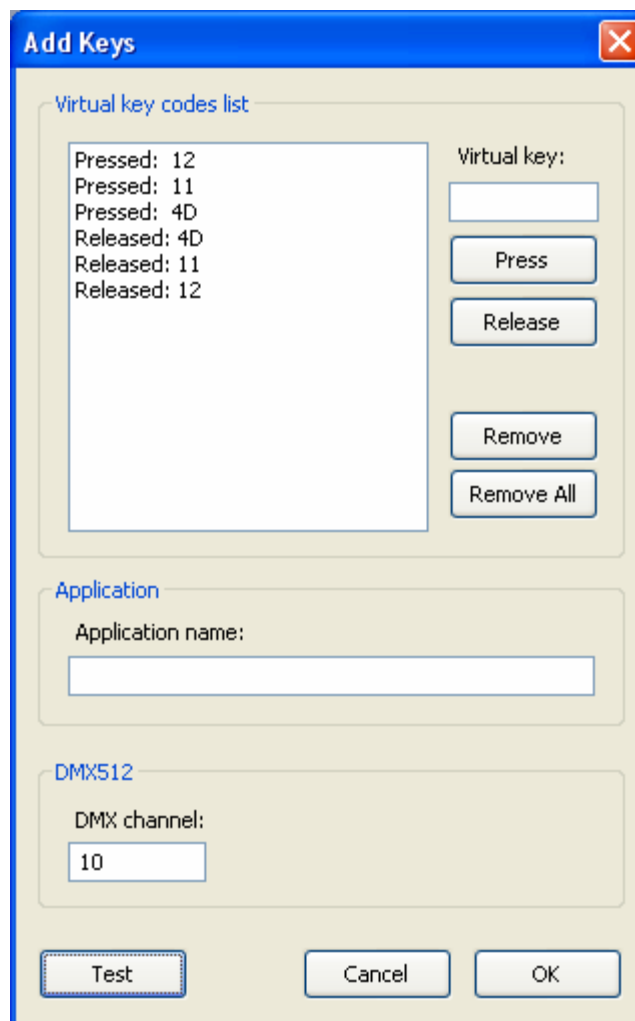 Add Keys
Virtual key codes list
Pressed: 12
Pressed: 11
Pressed: 4D
Released: 4D
Released: 11
Released: 12
Virtual key:
Press
Release
Remove
Remove All
Application
Application name:
DMX512
DMX channel:
10
Test Cancel OK